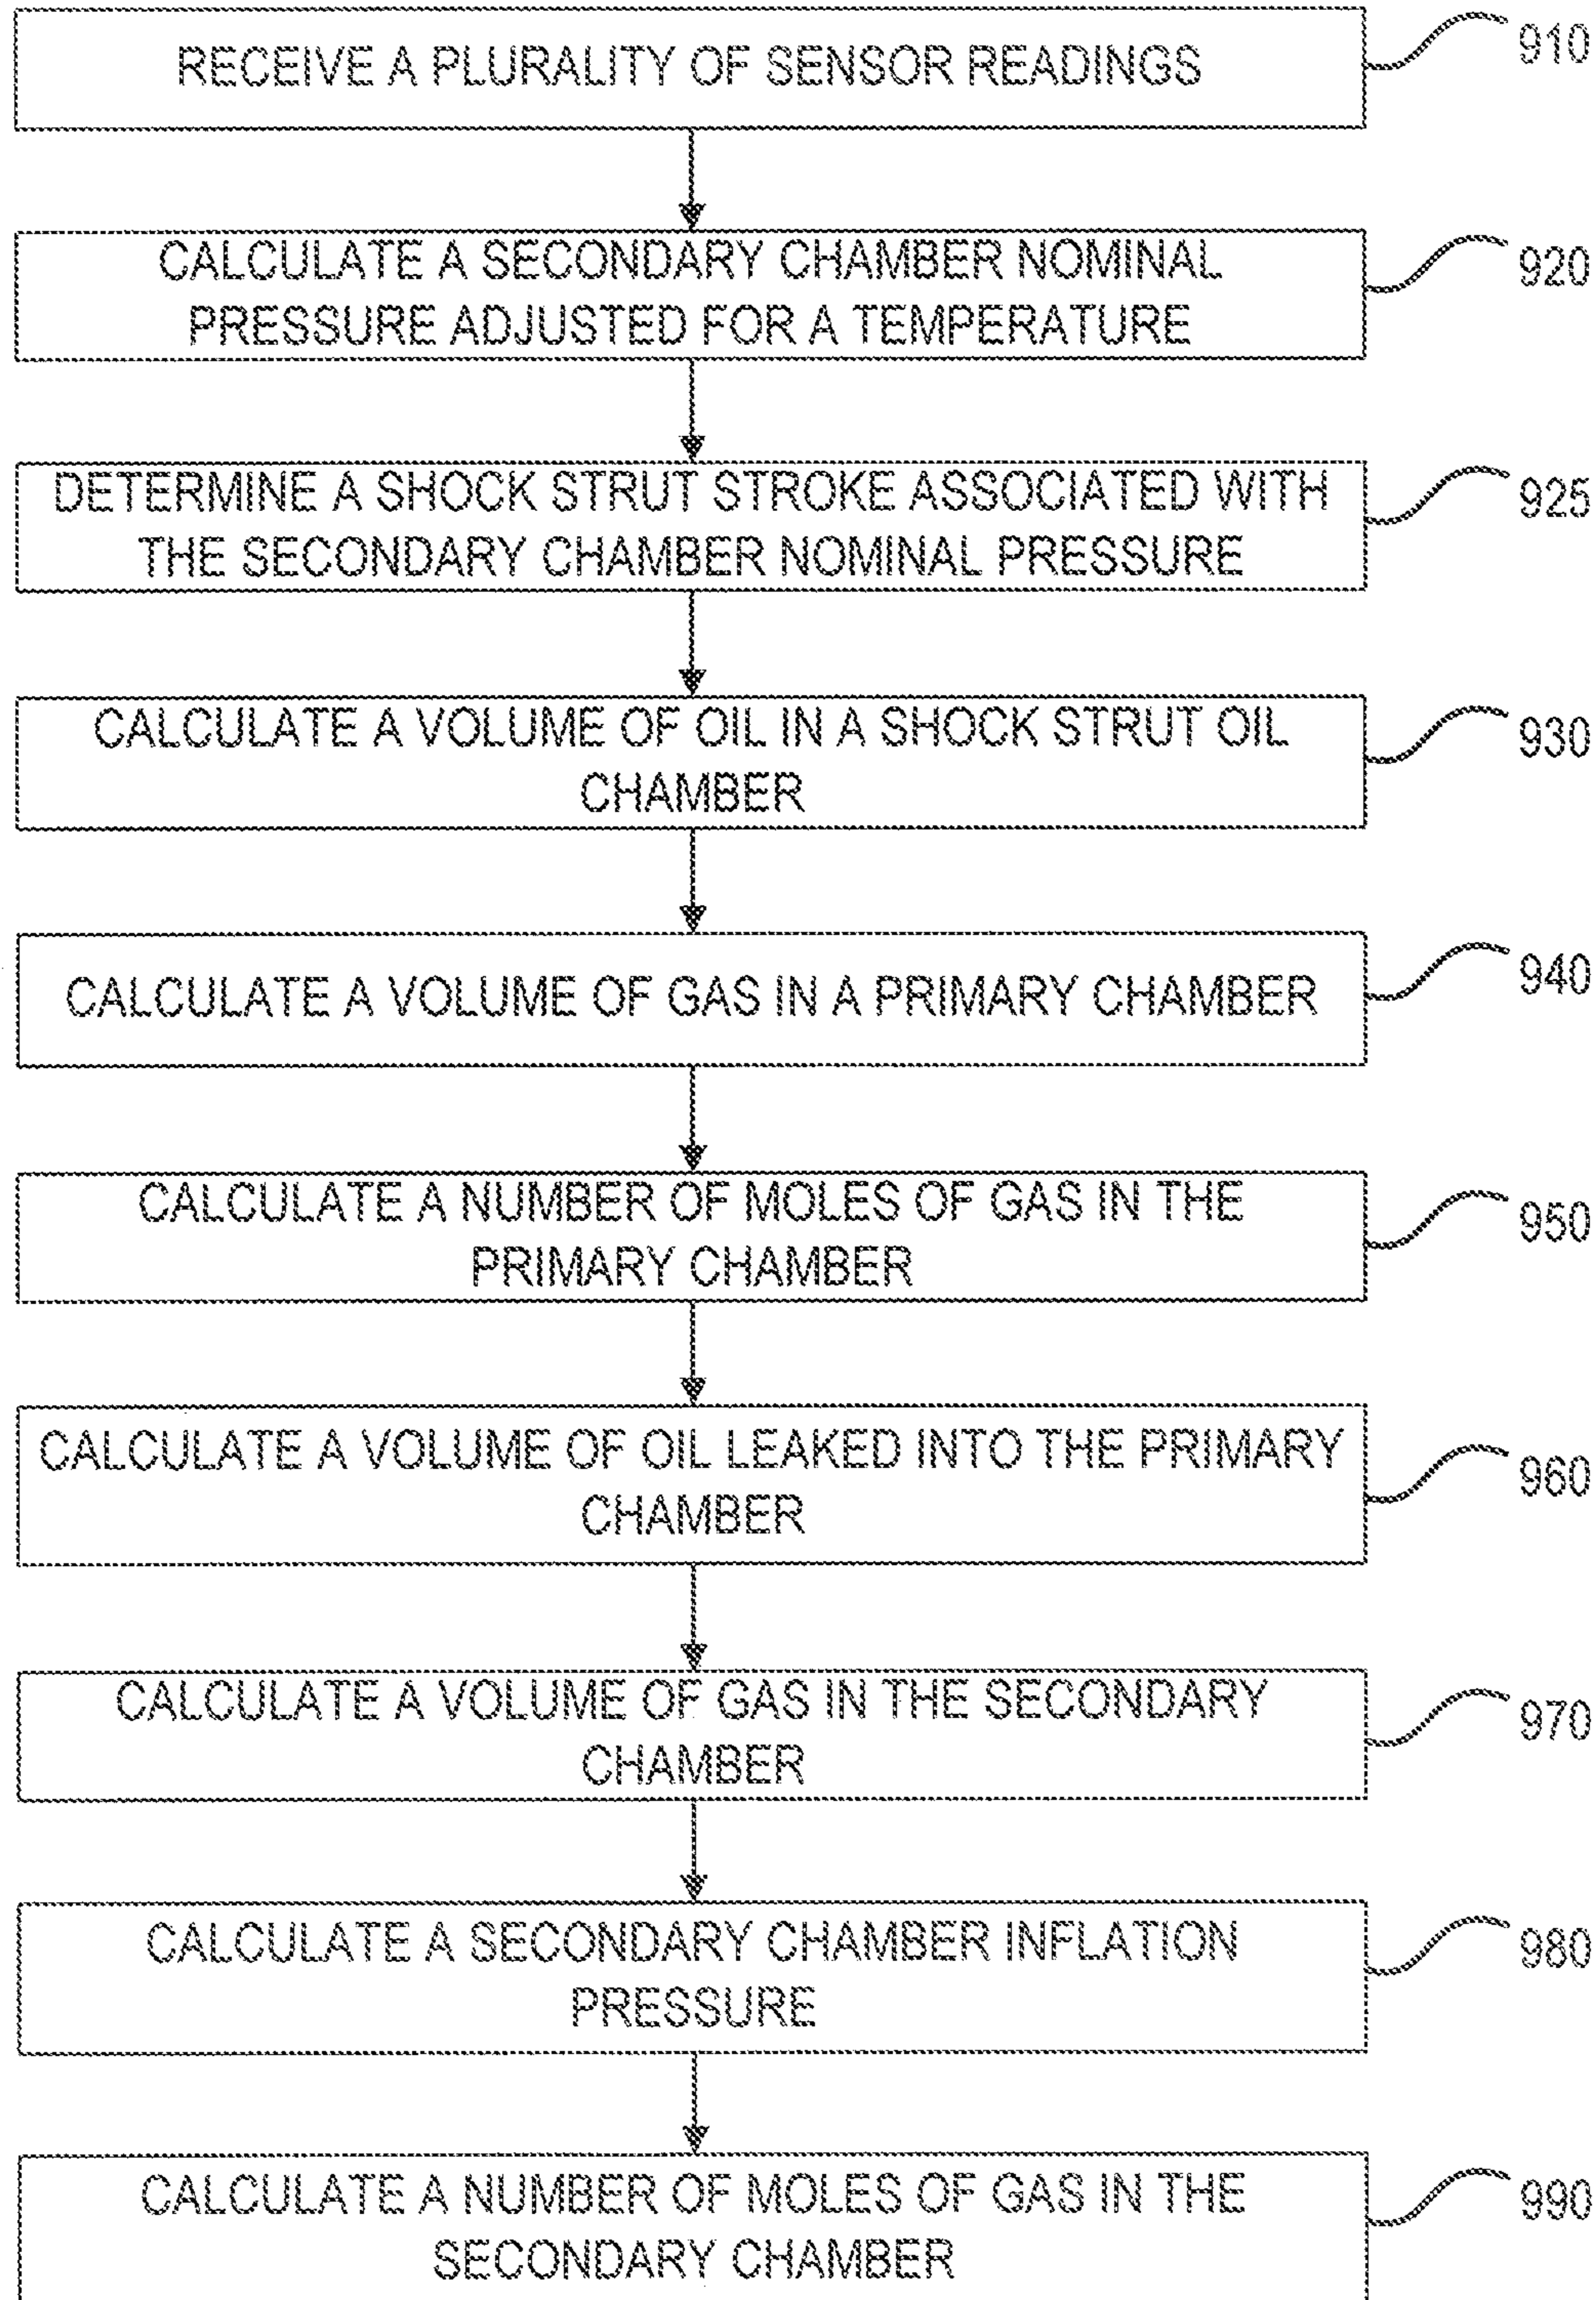 RECEIVE A PLURALITY OF SENSOR READINGS
910
CALCULATE A SECONDARY CHAMBER NOMINAL
PRESSURE ADJUSTED FOR A TEMPERATURE
920
DETERMINE A SHOCK STRUT STROKE ASSOCIATED WITH
THE SECONDARY CHAMBER NOMINAL PRESSURE
925
CALCULATE A VOLUME OF OIL IN A SHOCK STRUT OIL
CHAMBER
930
CALCULATE A VOLUME OF GAS IN A PRIMARY CHAMBER
940
CALCULATE A NUMBER OF MOLES OF GAS IN THE
PRIMARY CHAMBER
950
CALCULATE A VOLUME OF OIL LEAKED INTO THE PRIMARY
CHAMBER
960
CALCULATE A VOLUME OF GAS IN THE SECONDARY
CHAMBER
970
CALCULATE A SECONDARY CHAMBER INFLATION
PRESSURE
980
CALCULATE A NUMBER OF MOLES OF GAS IN THE
SECONDARY CHAMBER
990